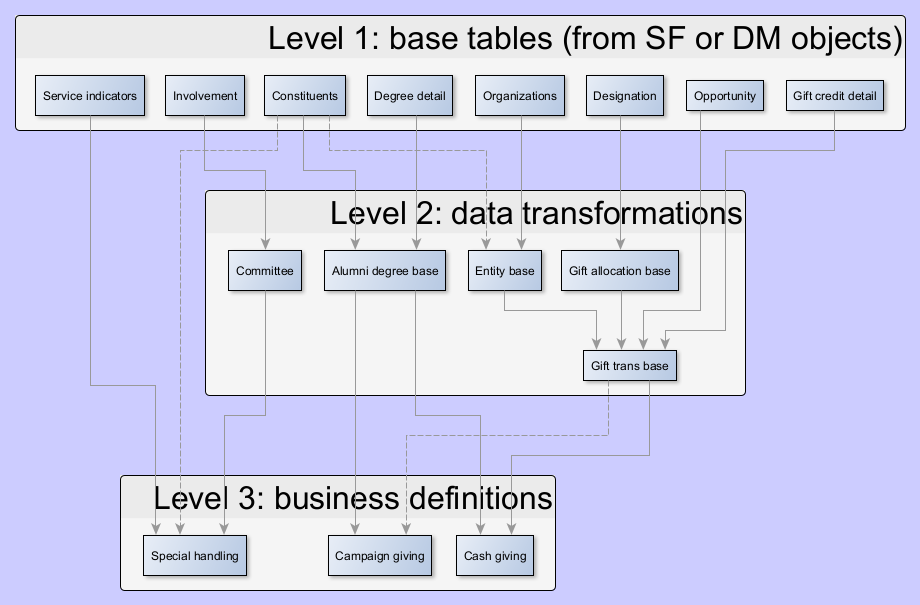 Level 1: base tables (from SF or DM objects)
Service indicators
Involvement
Constituents
Degree detail
Organizations
Designation
Opportunity
Gift credit detail
Level 2: data transformations
Committee
Alumni degree base
Entity base
Gift allocation base
Gift trans base
Level 3: business definitions
Special handling
Campaign giving
Cash giving